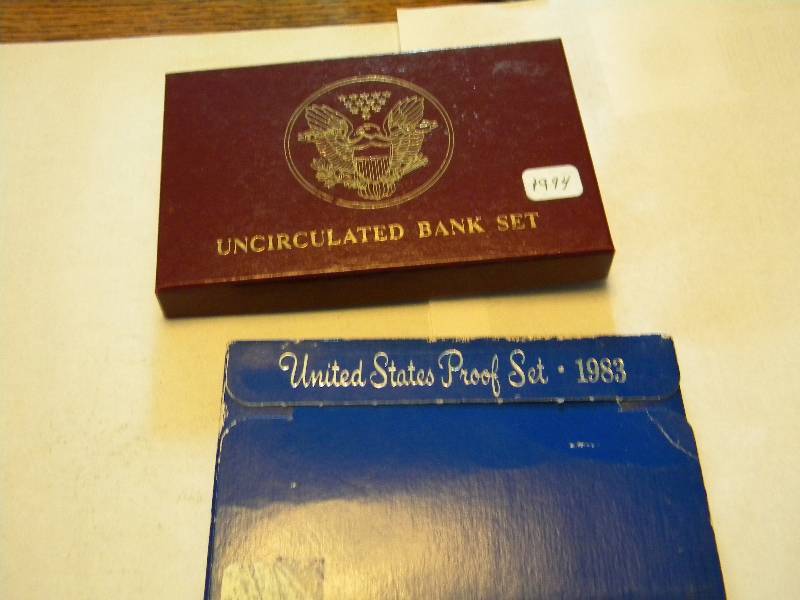 1994
UNCIRCULATED BANK SET
United States Proof Set · 1983